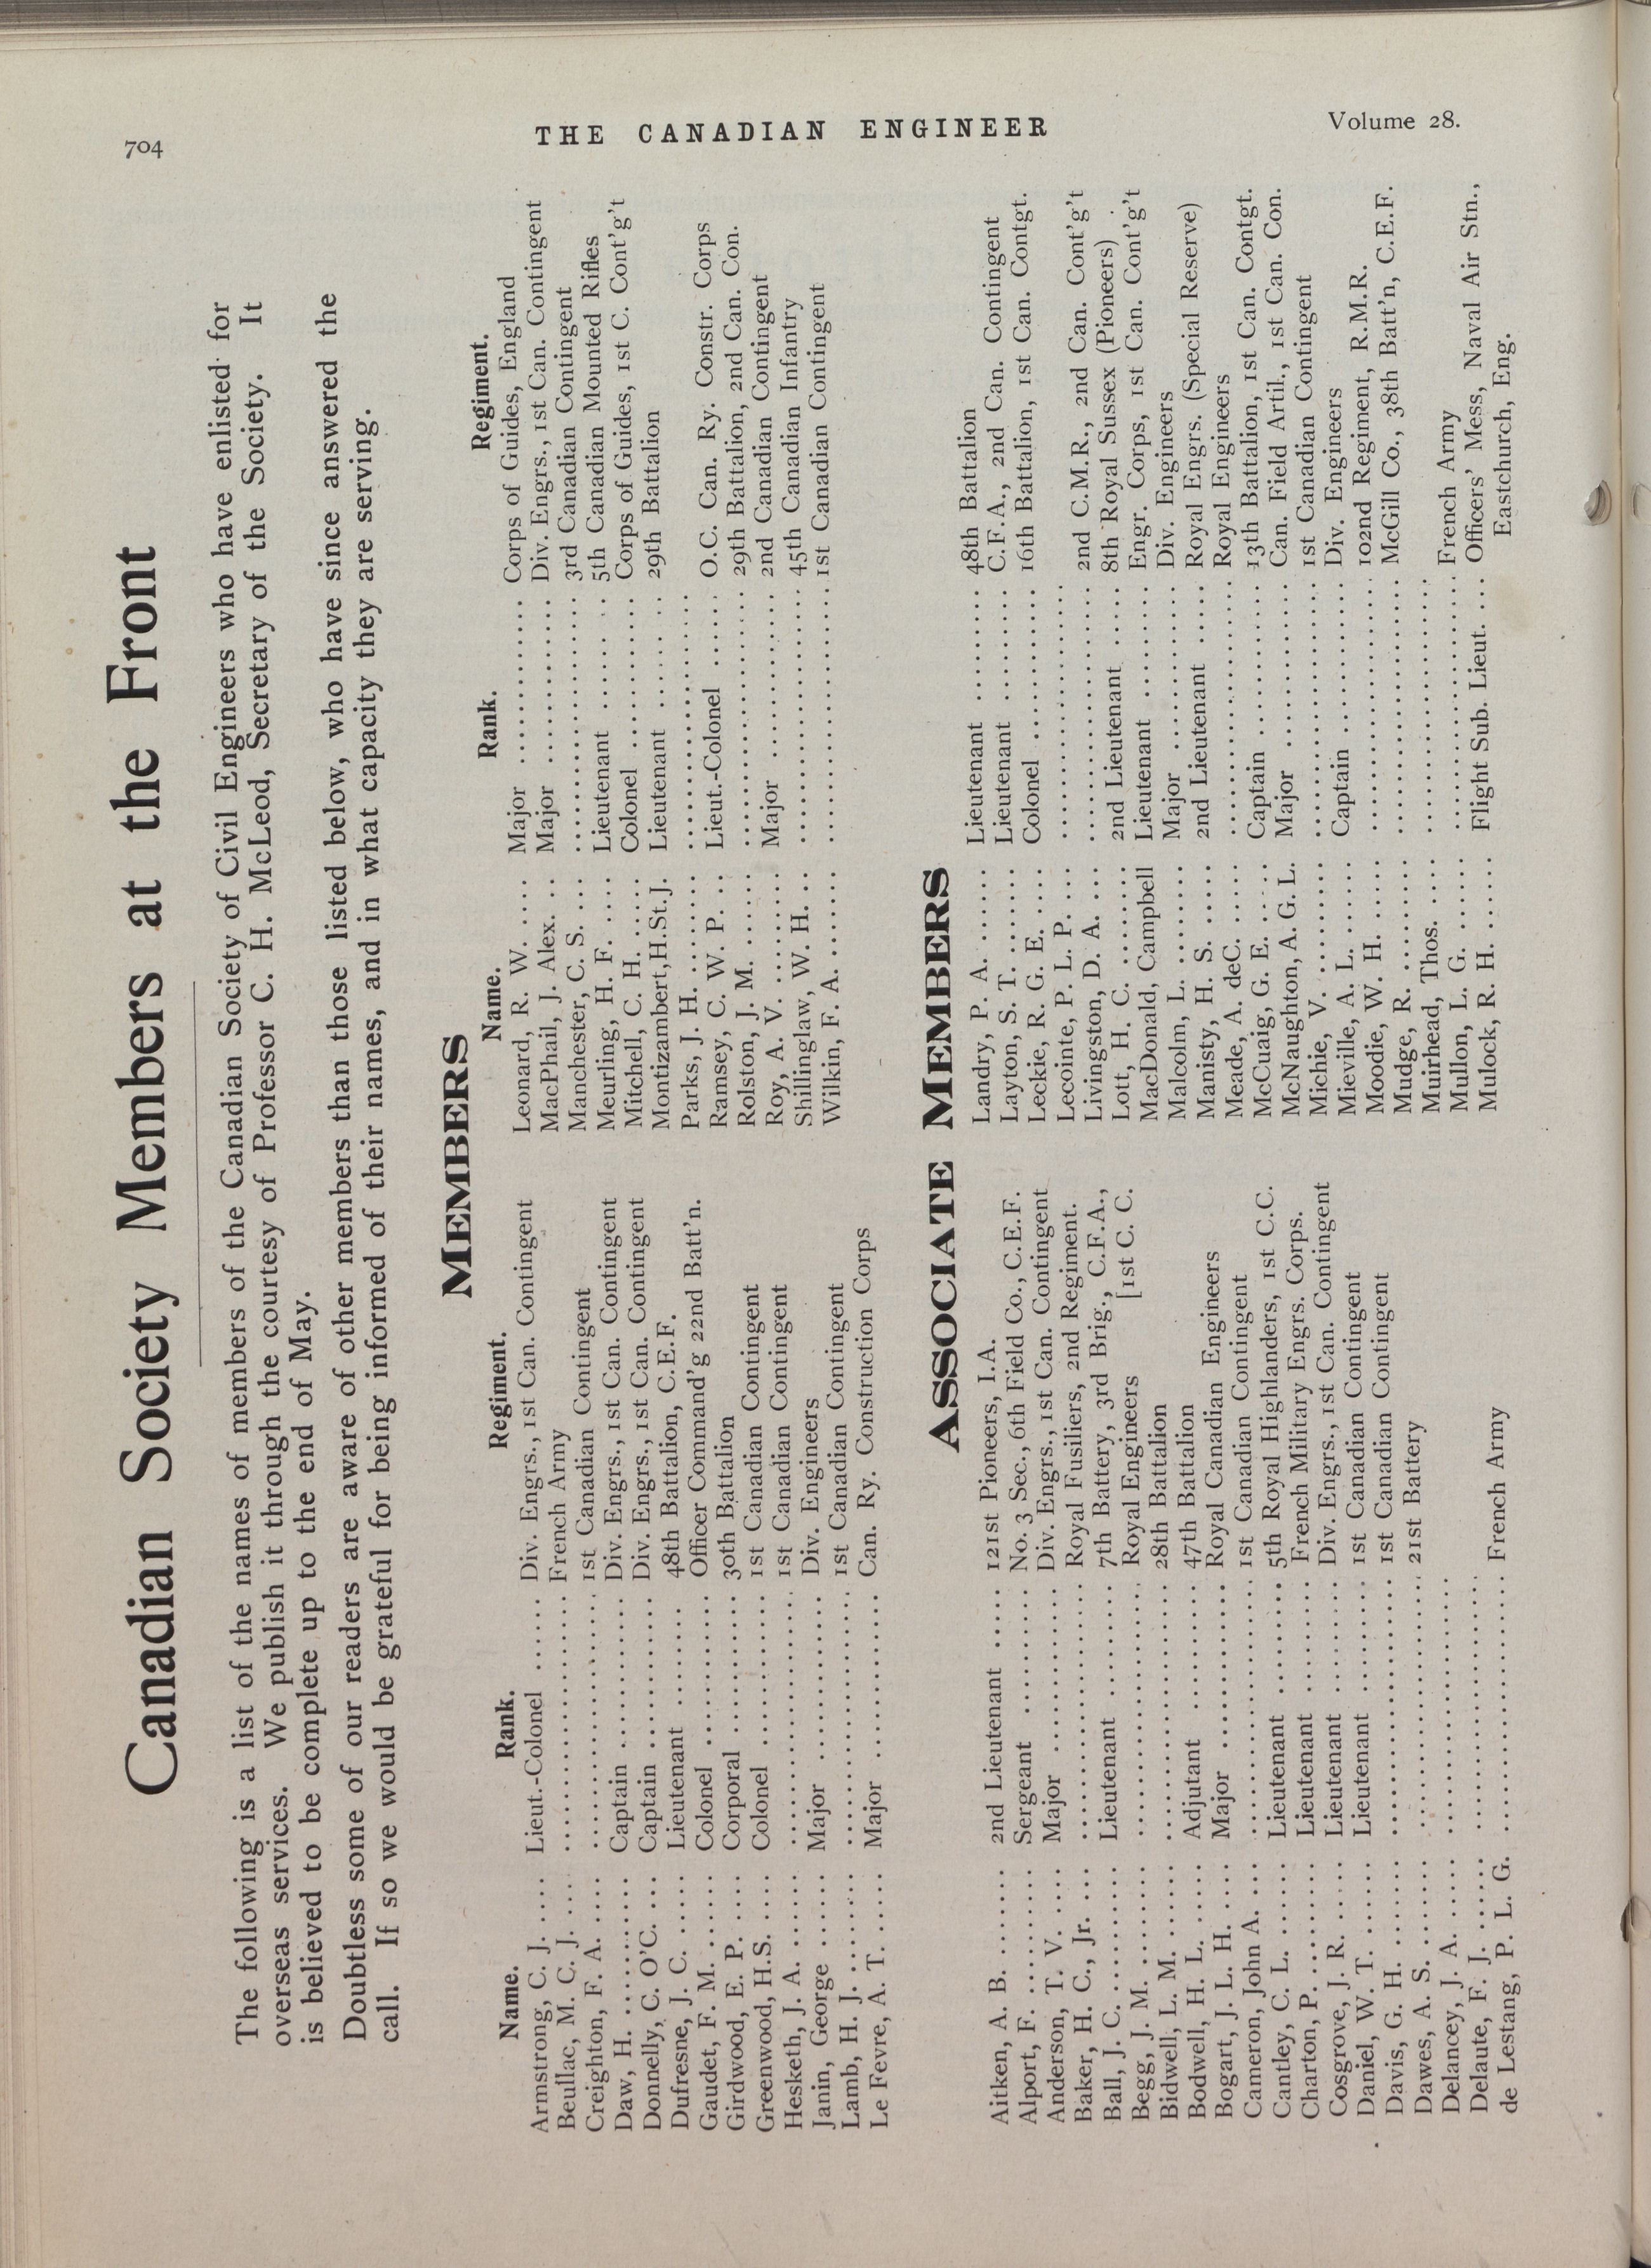 704
THE CANADIAN ENGINEER
Volume 28.
Canadian Society Members at the Front
The following is a list of the names of members of the Canadian Society of Civil Engineers who have enlisted for
overseas services. We publish it through the courtesy of Professor C. H. McLeod, Secretary of the Society. It
is believed to be complete up to the end of May.
Doubtless some of our readers are aware of other members than those listed below, who have since answered the
call. If so we would be grateful for being informed of their names, and in what capacity they are serving.
MEMBERS
Name. Rank. Regiment.
Armstrong, C. J. .... Lieut.-Colonel ...... Div. Engrs., 1st Can. Contingent
Beullac, M. C. J. .... .................. French Army
Creighton, F. A. .... .................. 1st Canadian Contingent
Daw, H. .......... Captain ............ Div. Engrs., 1st Can. Contingent
Donnelly, C. O'C. ... Captain ............ Div. Engrs., 1st Can. Contingent
Dufresne, J. C. ..... Lieutenant ......... 48th Battalion, C.E.F.
Gaudet, F. M. ...... Colonel ............ Officer Command'g 22nd Batt'n.
Girdwood, E. P. .... Corporal ........... 30th Battalion
Greenwood, H.S. .... Colonel ............ 1st Canadian Contingent
Hesketh, J. A. ...... .................. 1st Canadian Contingent
Janin, George ...... Major ............. Div. Engineers
Lamb, H. J. ........ .................. 1st Canadian Contingent
Le Fevre, A. T. ..... Major ............. Can. Ry. Construction Corps
Name. Rank. Regiment.
Leonard, R. W. .... Major ............. Corps of Guides, England
MacPhail, J. Alex. .. Major ............. Div. Engrs., 1st Can. Contingent
Manchester, C. S. ... .................. 3rd Canadian Contingent
Meurling, H. F. .... Lieutenant ......... 5th Canadian Mounted Rifles
Mitchell, C. H. ..... Colonel ............ Corps of Guides, 1st C. Cont'g't
Montizambert, H.St.J. Lieutenant ......... 29th Battalion
Parks, J. H. ........ ..................
Ramsey, C. W. P. .. Lieut.-Colonel ...... O.C. Can. Ry. Constr. Corps
Rolston, J. M. ...... .................. 29th Battalion, 2nd Can. Con.
Roy, A. V. ......... Major ............. 2nd Canadian Contingent
Shillinglaw, W. H. .. .................. 45th Canadian Infantry
Wilkin, F. A. ....... .................. 1st Canadian Contingent
ASSOCIATE MEMBERS
Aitken, A. B. ....... 2nd Lieutenant ..... 121st Pioneers, I.A.
Alport, F. .......... Sergeant .......... No. 3 Sec., 6th Field Co., C.E.F.
Anderson, T. V. .... Major ............. Div. Engrs., 1st Can. Contingent
Baker, H. C., Jr. ... .................. Royal Fusiliers, 2nd Regiment.
Ball, J. C. .......... Lieutenant ......... 7th Battery, 3rd Brig., C.F.A.,
Begg, J. M. ........ .................. Royal Engineers [1st C. C.
Bidwell, L. M. ...... .................. 28th Battalion
Bodwell, H. L. ..... Adjutant .......... 47th Battalion
Bogart, J. L. H. .... Major ............. Royal Canadian Engineers
Cameron, John A. ... .................. 1st Canadian Contingent
Cantley, C. L. ...... Lieutenant ......... 5th Royal Highlanders, 1st C.C.
Charton, P. ........ Lieutenant ......... French Military Engrs. Corps.
Cosgrove, J. R. ..... Lieutenant ......... Div. Engrs., 1st Can. Contingent
Daniel, W. T. ...... Lieutenant ......... 1st Canadian Contingent
Davis, G. H. ....... .................. 1st Canadian Contingent
Dawes, A. S. ....... .................. 21st Battery
Delancey, J. A. ..... ..................
Delaute, F. J. ...... ..................
de Lestang, P. L. G. .................. French Army
Landry, P. A. ...... Lieutenant ......... 48th Battalion
Layton, S. T. ....... Lieutenant ......... C.F.A., 2nd Can. Contingent
Leckie, R. G. E. .... Colonel ............ 16th Battalion, 1st Can. Contgt.
Lecointe, P. L. P. ... ..................
Livingston, D. A. ... .................. 2nd C.M.R., 2nd Can. Cont'g't
Lott, H. C. ........ 2nd Lieutenant ..... 8th Royal Sussex (Pioneers)
MacDonald, Campbell Lieutenant ......... Engr. Corps, 1st Can. Cont'g't
Malcolm, L. ........ Major ............. Div. Engineers
Manisty, H. S. ..... 2nd Lieutenant ..... Royal Engrs. (Special Reserve)
Meade, A. deC. ..... .................. Royal Engineers
McCuaig, G. E. ..... Captain ............ 13th Battalion, 1st Can. Contgt.
McNaughton, A. G. L. Major ............. Can. Field Artil., 1st Can. Con.
Michie, V. ......... .................. 1st Canadian Contingent
Mieville, A. L. ...... Captain ............ Div. Engineers
Moodie, W. H. ..... .................. 102nd Regiment, R.M.R.
Mudge, R. ......... .................. McGill Co., 38th Batt'n, C.E.F.
Muirhead, Thos. .... ..................
Mullon, L. G. ...... .................. French Army
Mulock, R. H. ...... Flight Sub. Lieut. ... Officers' Mess, Naval Air Stn.,
Eastchurch, Eng.